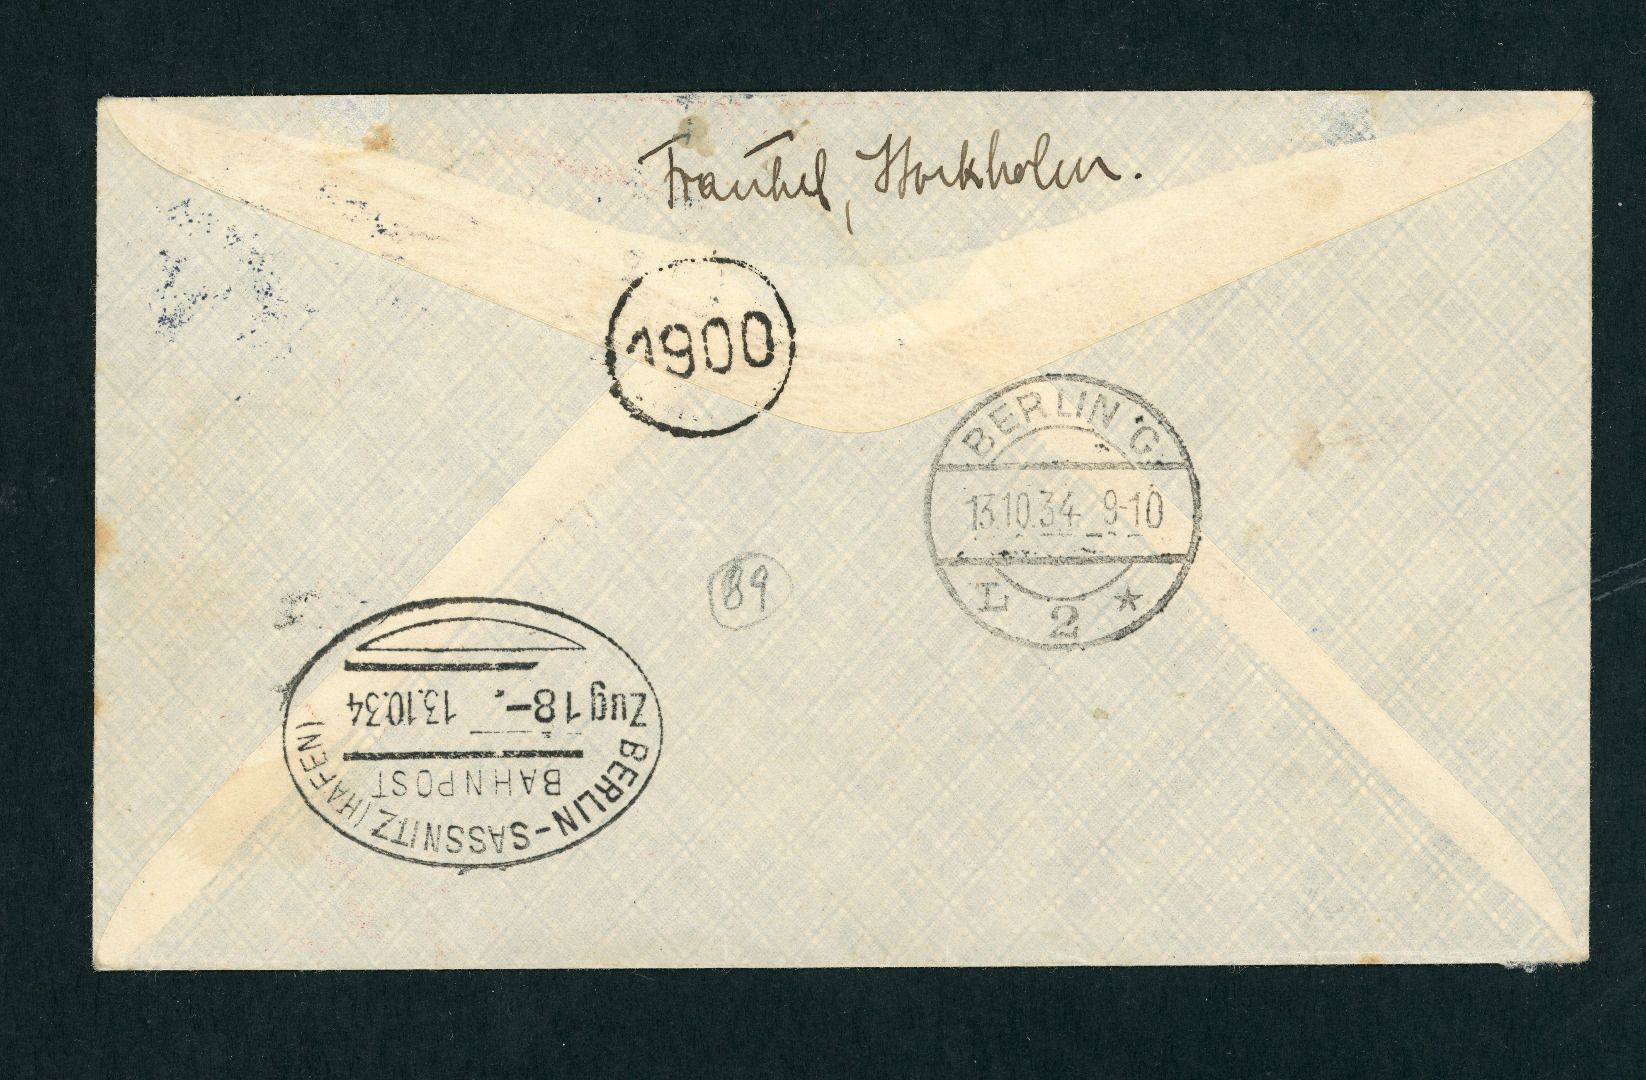 Fraenkel, Stockholm.
1900
BERLIN C.
13.10.34. 9-10
L 2 *
89
Zug 18-. 13.10.34
BAHNPOST
BERLIN-SASSNITZ (HAFEN)